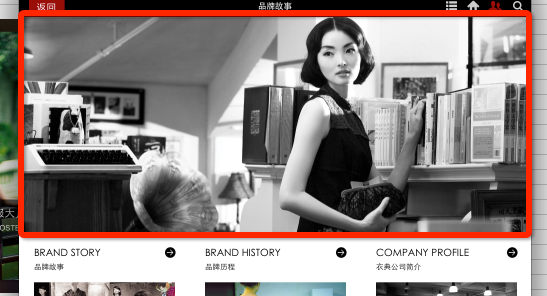 返回
品牌故事
BRAND STORY
品牌故事
BRAND HISTORY
品牌历程
COMPANY PROFILE
衣典公司简介